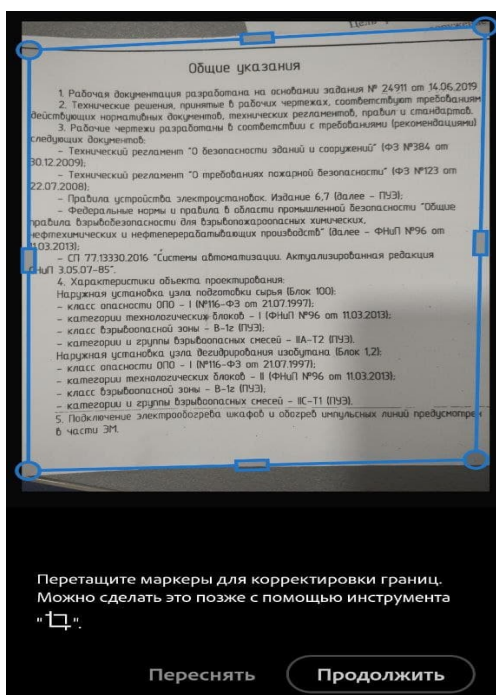 Общие указания
1. Рабочая документация разработана на основании задания № 24911 от 14.06.2019
2. Технические решения, принятые в рабочих чертежах, соответствуют требованиям
действующих нормативных документов, технических регламентов, правил и стандартов.
3. Рабочие чертежи разработаны в соответствии с требованиями (рекомендациями)
следующих документов:
- Технический регламент "О безопасности зданий и сооружений" (ФЗ №384 от
30.12.2009);
- Технический регламент "О требованиях пожарной безопасности" (ФЗ №123 от
22.07.2008);
- Правила устройства электроустановок. Издание 6,7 (далее - ПУЭ);
- Федеральные нормы и правила в области промышленной безопасности "Общие
правила взрывобезопасности для взрывопожароопасных химических,
нефтехимических и нефтеперерабатывающих производств" (далее - ФНиП №96 от
11.03.2013);
- СП 77.13330.2016 "Системы автоматизации. Актуализированная редакция
СНиП 3.05.07-85".
4. Характеристики объекта проектирования:
Наружная установка узла подготовки сырья (Блок 100):
- класс опасности ОПО - I (№116-ФЗ от 21.07.1997);
- категории технологических блоков - I (ФНиП №96 от 11.03.2013);
- класс взрывоопасной зоны - В-1г (ПУЭ);
- категории и группы взрывоопасных смесей - IIА-Т2 (ПУЭ).
Наружная установка узла дегидрирования изобутана (Блок 1,2):
- класс опасности ОПО - I (№116-ФЗ от 21.07.1997);
- категории технологических блоков - II (ФНиП №96 от 11.03.2013);
- класс взрывоопасной зоны - В-1г (ПУЭ);
- категории и группы взрывоопасных смесей - IIС-Т1 (ПУЭ).
5. Подключение электрообогрева шкафов и обогрев импульсных линий предусмотрен
в части ЭМ.
Перетащите маркеры для корректировки границ.
Можно сделать это позже с помощью инструмента
" ".
Переснять Продолжить